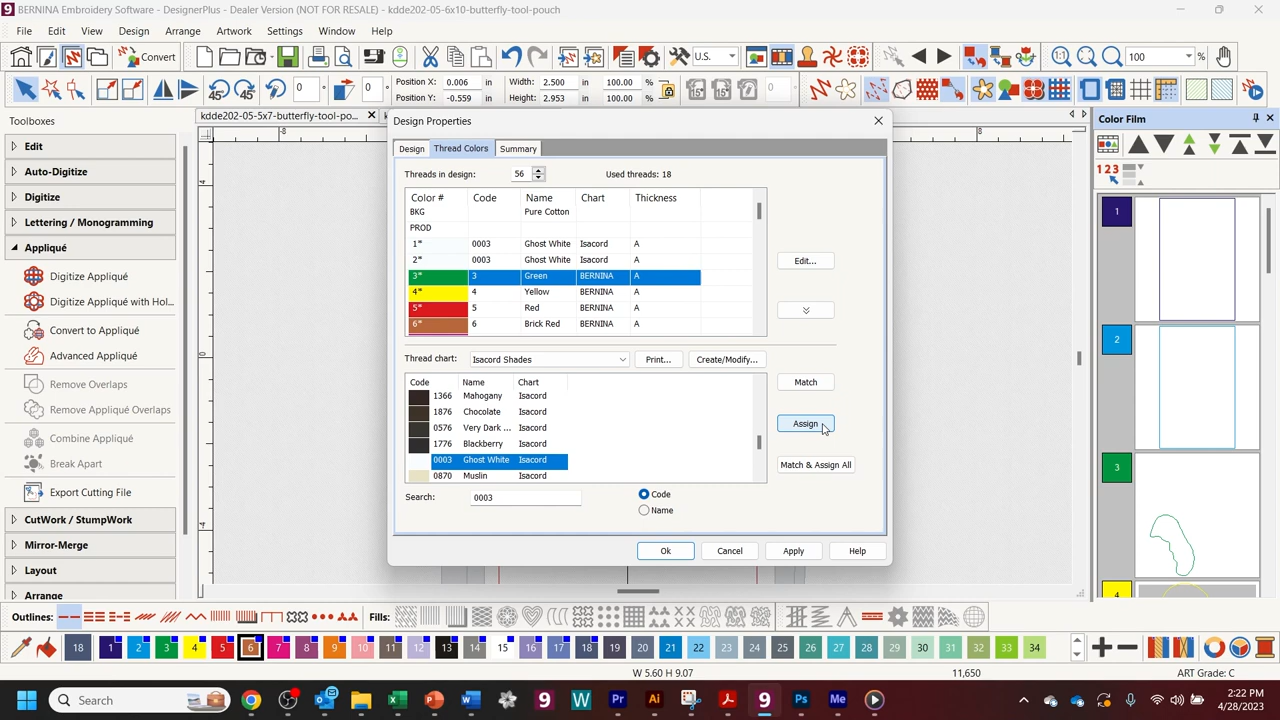 9 BERNINA Embroidery Software - DesignerPlus - Dealer Version (NOT FOR RESALE) - kdde202-05-6x10-butterfly-tool-pouch
File Edit View Design Arrange Artwork Settings Window Help
Convert U.S. 100 %
45 45 0 0 Position X: 0.006 in Width: 2.500 in 100.00 % 15 15 0
Position Y: -0.559 in Height: 2.953 in 100.00 %
Toolboxes
kdde202-05-5x7-butterfly-tool-po...
Edit
Auto-Digitize
Digitize
Lettering / Monogramming
Appliqué
Digitize Appliqué
Digitize Appliqué with Hol...
Convert to Appliqué
Advanced Appliqué
Remove Overlaps
Remove Appliqué Overlaps
Combine Appliqué
Break Apart
Export Cutting File
CutWork / StumpWork
Mirror-Merge
Layout
Arrange
Design Properties
Design Thread Colors Summary
Threads in design: 56 Used threads: 18
Color # Code Name Chart Thickness
BKG Pure Cotton
PROD
1* 0003 Ghost White Isacord A
2* 0003 Ghost White Isacord A
3* 3 Green BERNINA A
4* 4 Yellow BERNINA A
5* 5 Red BERNINA A
6* 6 Brick Red BERNINA A
Edit...
Thread chart: Isacord Shades Print... Create/Modify...
Code Name Chart
1366 Mahogany Isacord
1876 Chocolate Isacord
0576 Very Dark ... Isacord
1776 Blackberry Isacord
0003 Ghost White Isacord
0870 Muslin Isacord
Match
Assign
Match & Assign All
Search: 0003
Code
Name
Ok Cancel Apply Help
Color Film
123
1
2
3
4
Outlines: Fills:
18 1 2 3 4 5 6 7 8 9 10 11 12 13 14 15 16 17 18 19 20 21 22 23 24 25 26 27 28 29 30 31 32 33 34
W 5.60 H 9.07 11,650 ART Grade: C
Search
2:22 PM
4/28/2023